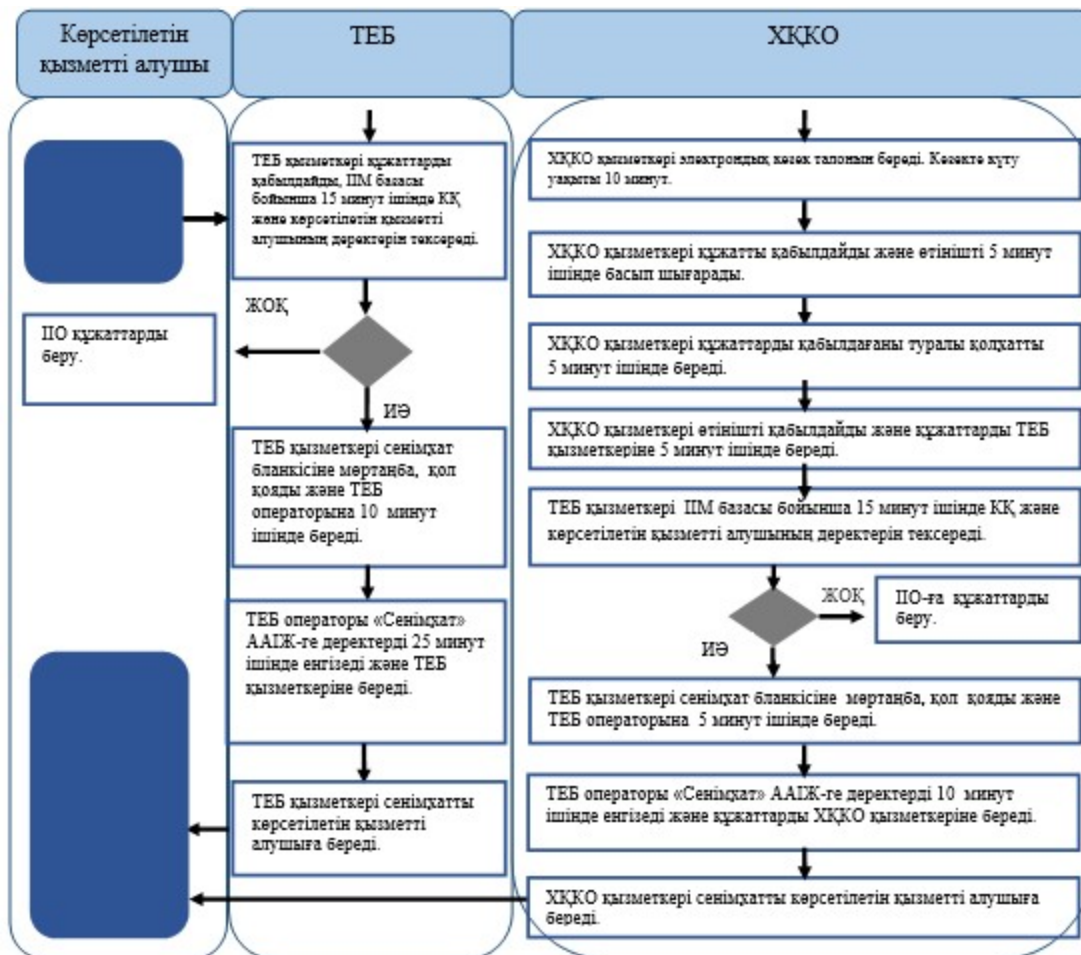 Көрсетілетін
қызметті алушы
ТЕБ
ХҚКО
ТЕБ қызметкері құжаттарды
қабылдайды, ІІМ базасы
бойынша 15 минут ішінде КҚ
және көрсетілетін қызметті
алушының деректерін тексереді.
ЖОҚ
ІІО құжаттарды
беру.
ИӘ
ТЕБ қызметкері сенімхат
бланкісіне мөртаңба, қол
қояды және ТЕБ
операторына 10 минут
ішінде береді.
ТЕБ операторы «Сенімхат»
ААІЖ-ге деректерді 25 минут
ішінде енгізеді және ТЕБ
қызметкеріне береді.
ТЕБ қызметкері сенімхатты
көрсетілетін қызметті
алушыға береді.
ХҚКО қызметкері электрондық кезек талонын береді. Кезекте күту
уақыты 10 минут.
ХҚКО қызметкері құжатты қабылдайды және өтінішті 5 минут
ішінде басып шығарады.
ХҚКО қызметкері құжаттарды қабылдағаны туралы қолхатты
5 минут ішінде береді.
ХҚКО қызметкері өтінішті қабылдайды және құжаттарды ТЕБ
қызметкеріне 5 минут ішінде береді.
ТЕБ қызметкері ІІМ базасы бойынша 15 минут ішінде КҚ және
көрсетілетін қызметті алушының деректерін тексереді.
ЖОҚ
ІІО-ға құжаттарды
беру.
ИӘ
ТЕБ қызметкері сенімхат бланкісіне мөртаңба, қол қояды және
ТЕБ операторына 5 минут ішінде береді.
ТЕБ операторы «Сенімхат» ААІЖ-ге деректерді 10 минут
ішінде енгізеді және құжаттарды ХҚКО қызметкеріне береді.
ХҚКО қызметкері сенімхатты көрсетілетін қызметті алушыға
береді.